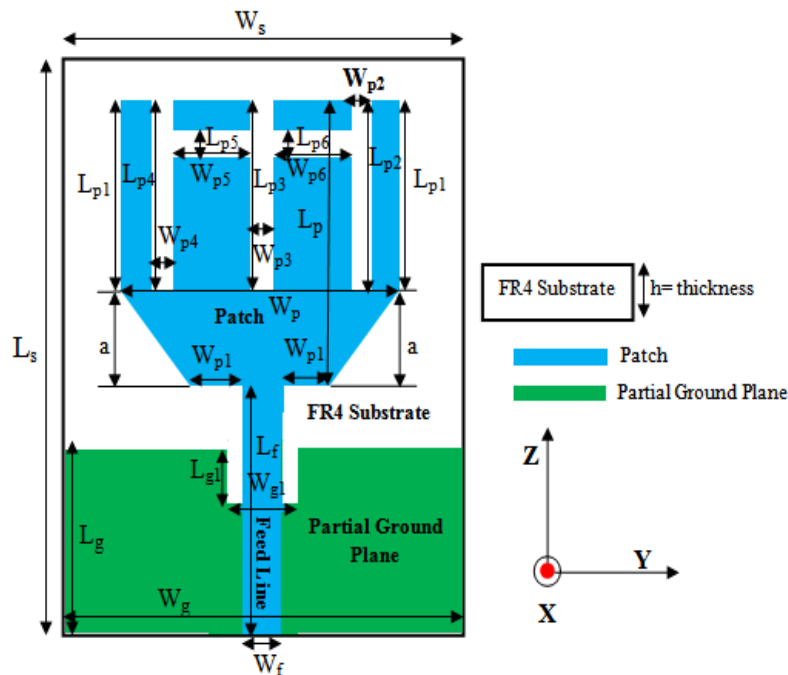 Ws
Wp2
Lp5
Lp6
Lp2
Lp1
Lp4
Wp5
Lp3
Wp6
Lp1
Lp
Wp4
Wp3
FR4 Substrate
h= thickness
Wp
Patch
Patch
Ls
a
Wp1
Wp1
a
Partial Ground Plane
FR4 Substrate
Lf
Z
Lg1
Wg1
Lg
Feed Line
Partial Ground
Plane
Y
Wg
X
Wf